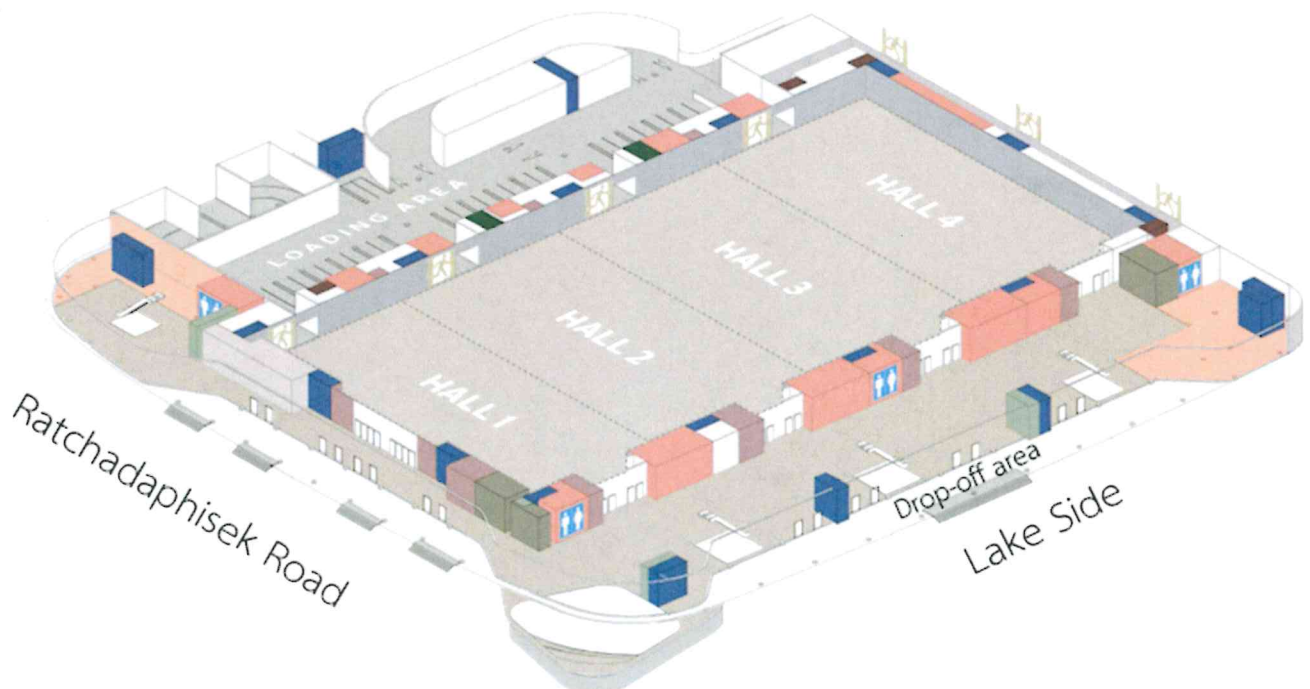 LOADING AREA
HALL 4
HALL 3
HALL 2
HALL 1
Ratchadaphisek Road
Drop-off area
Lake Side